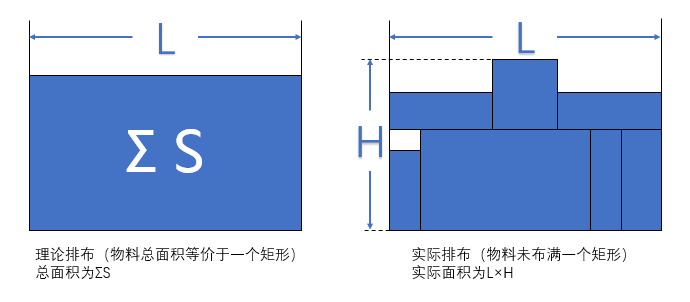 L
L
Σ S
H
理论排布（物料总面积等价于一个矩形）
总面积为ΣS
实际排布（物料未布满一个矩形）
实际面积为L×H